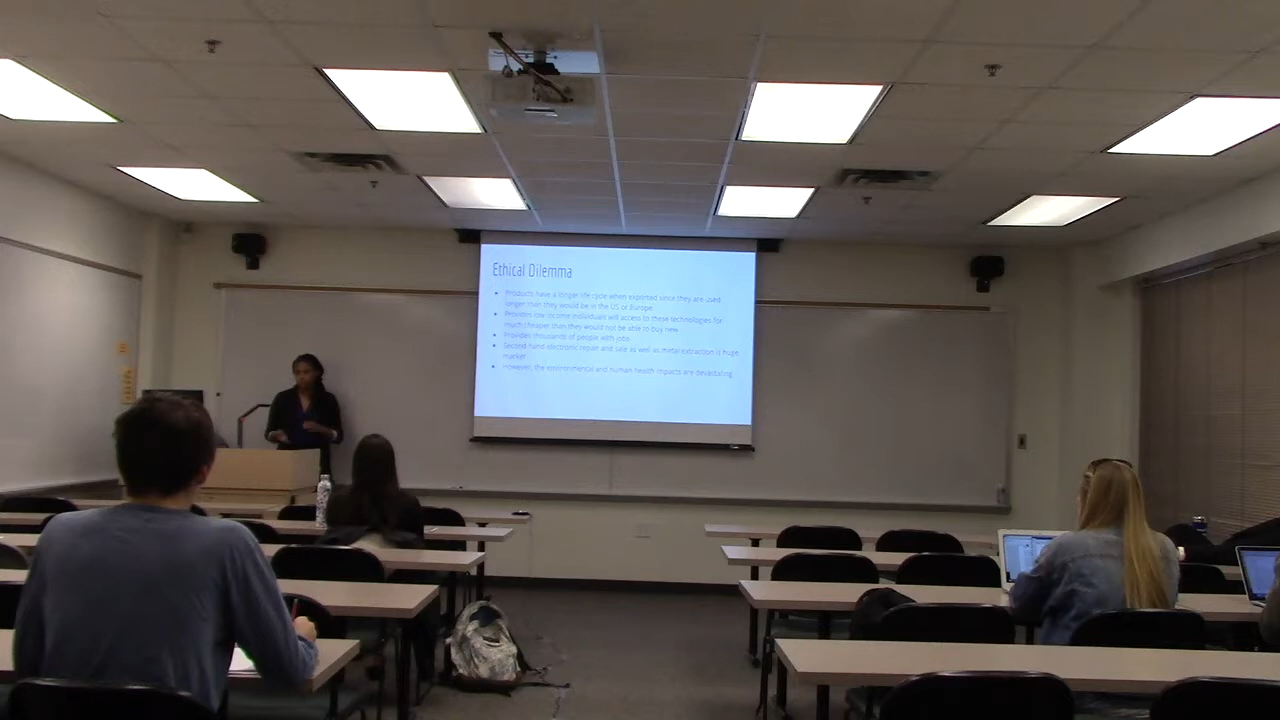 Ethical Dilemma
Products have a longer life cycle when exported since they are used
longer than they would be in the US or Europe
Provides low income individuals will access to these technologies for
much cheaper than they would not be able to buy new
Provides thousands of people with jobs
Second hand electronic repair and sale as well as metal extraction is huge
market
However, the environmental and human health impacts are devastating